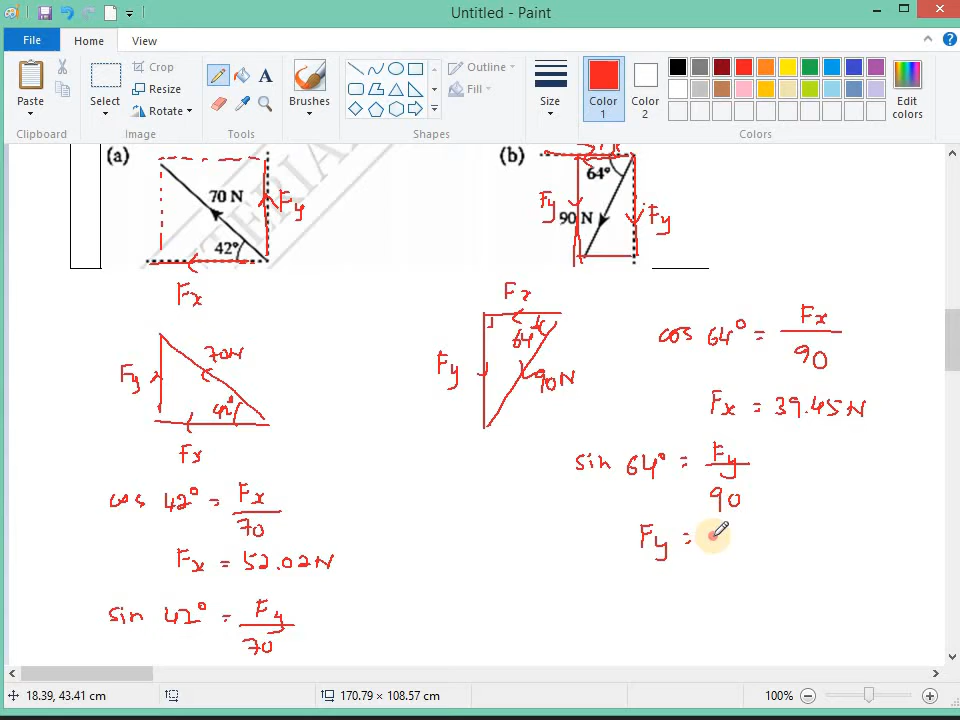 Untitled - Paint
File Home View
Paste Select Crop Resize Rotate Brushes Outline Fill Size Color 1 Color 2 Edit colors
Clipboard Image Tools Shapes Colors
(a)
70 N
42°
Fy
Fx
(b)
64°
Fy
90 N
Fy
Fy
70N
42°
Fx
cos 42° = Fx/70
Fx = 52.02N
sin 42° = Fy/70
Fx
64°
Fy
90N
cos 64° = Fx/90
Fx = 39.45N
sin 64° = Fy/90
Fy =
18.39, 43.41 cm
170.79 × 108.57 cm
100%